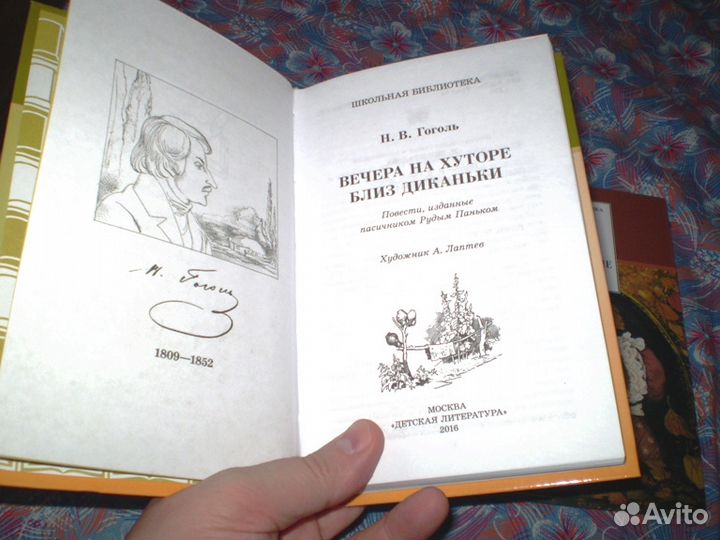 Н. Гоголь
1809—1852
ШКОЛЬНАЯ БИБЛИОТЕКА
Н. В. Гоголь
ВЕЧЕРА НА ХУТОРЕ
БЛИЗ ДИКАНЬКИ
Повести, изданные
пасичником Рудым Паньком
Художник А. Лаптев
МОСКВА
«ДЕТСКАЯ ЛИТЕРАТУРА»
2016
Avito